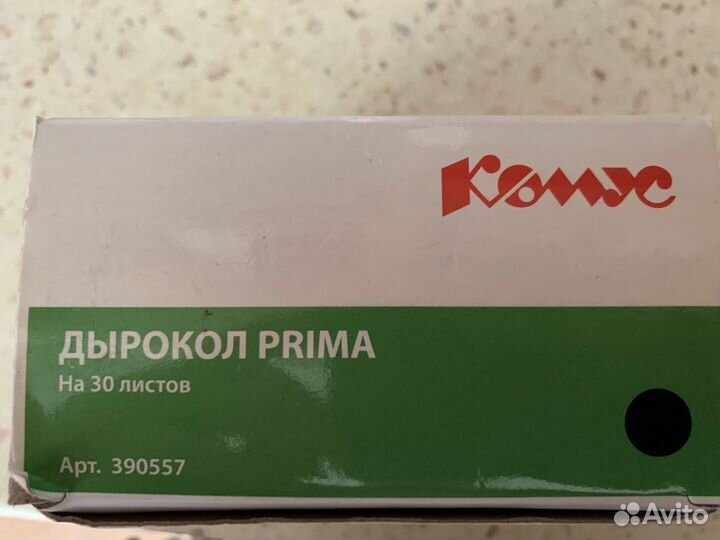 Комус
ДЫРОКОЛ PRIMA
На 30 листов
Арт. 390557
Avito